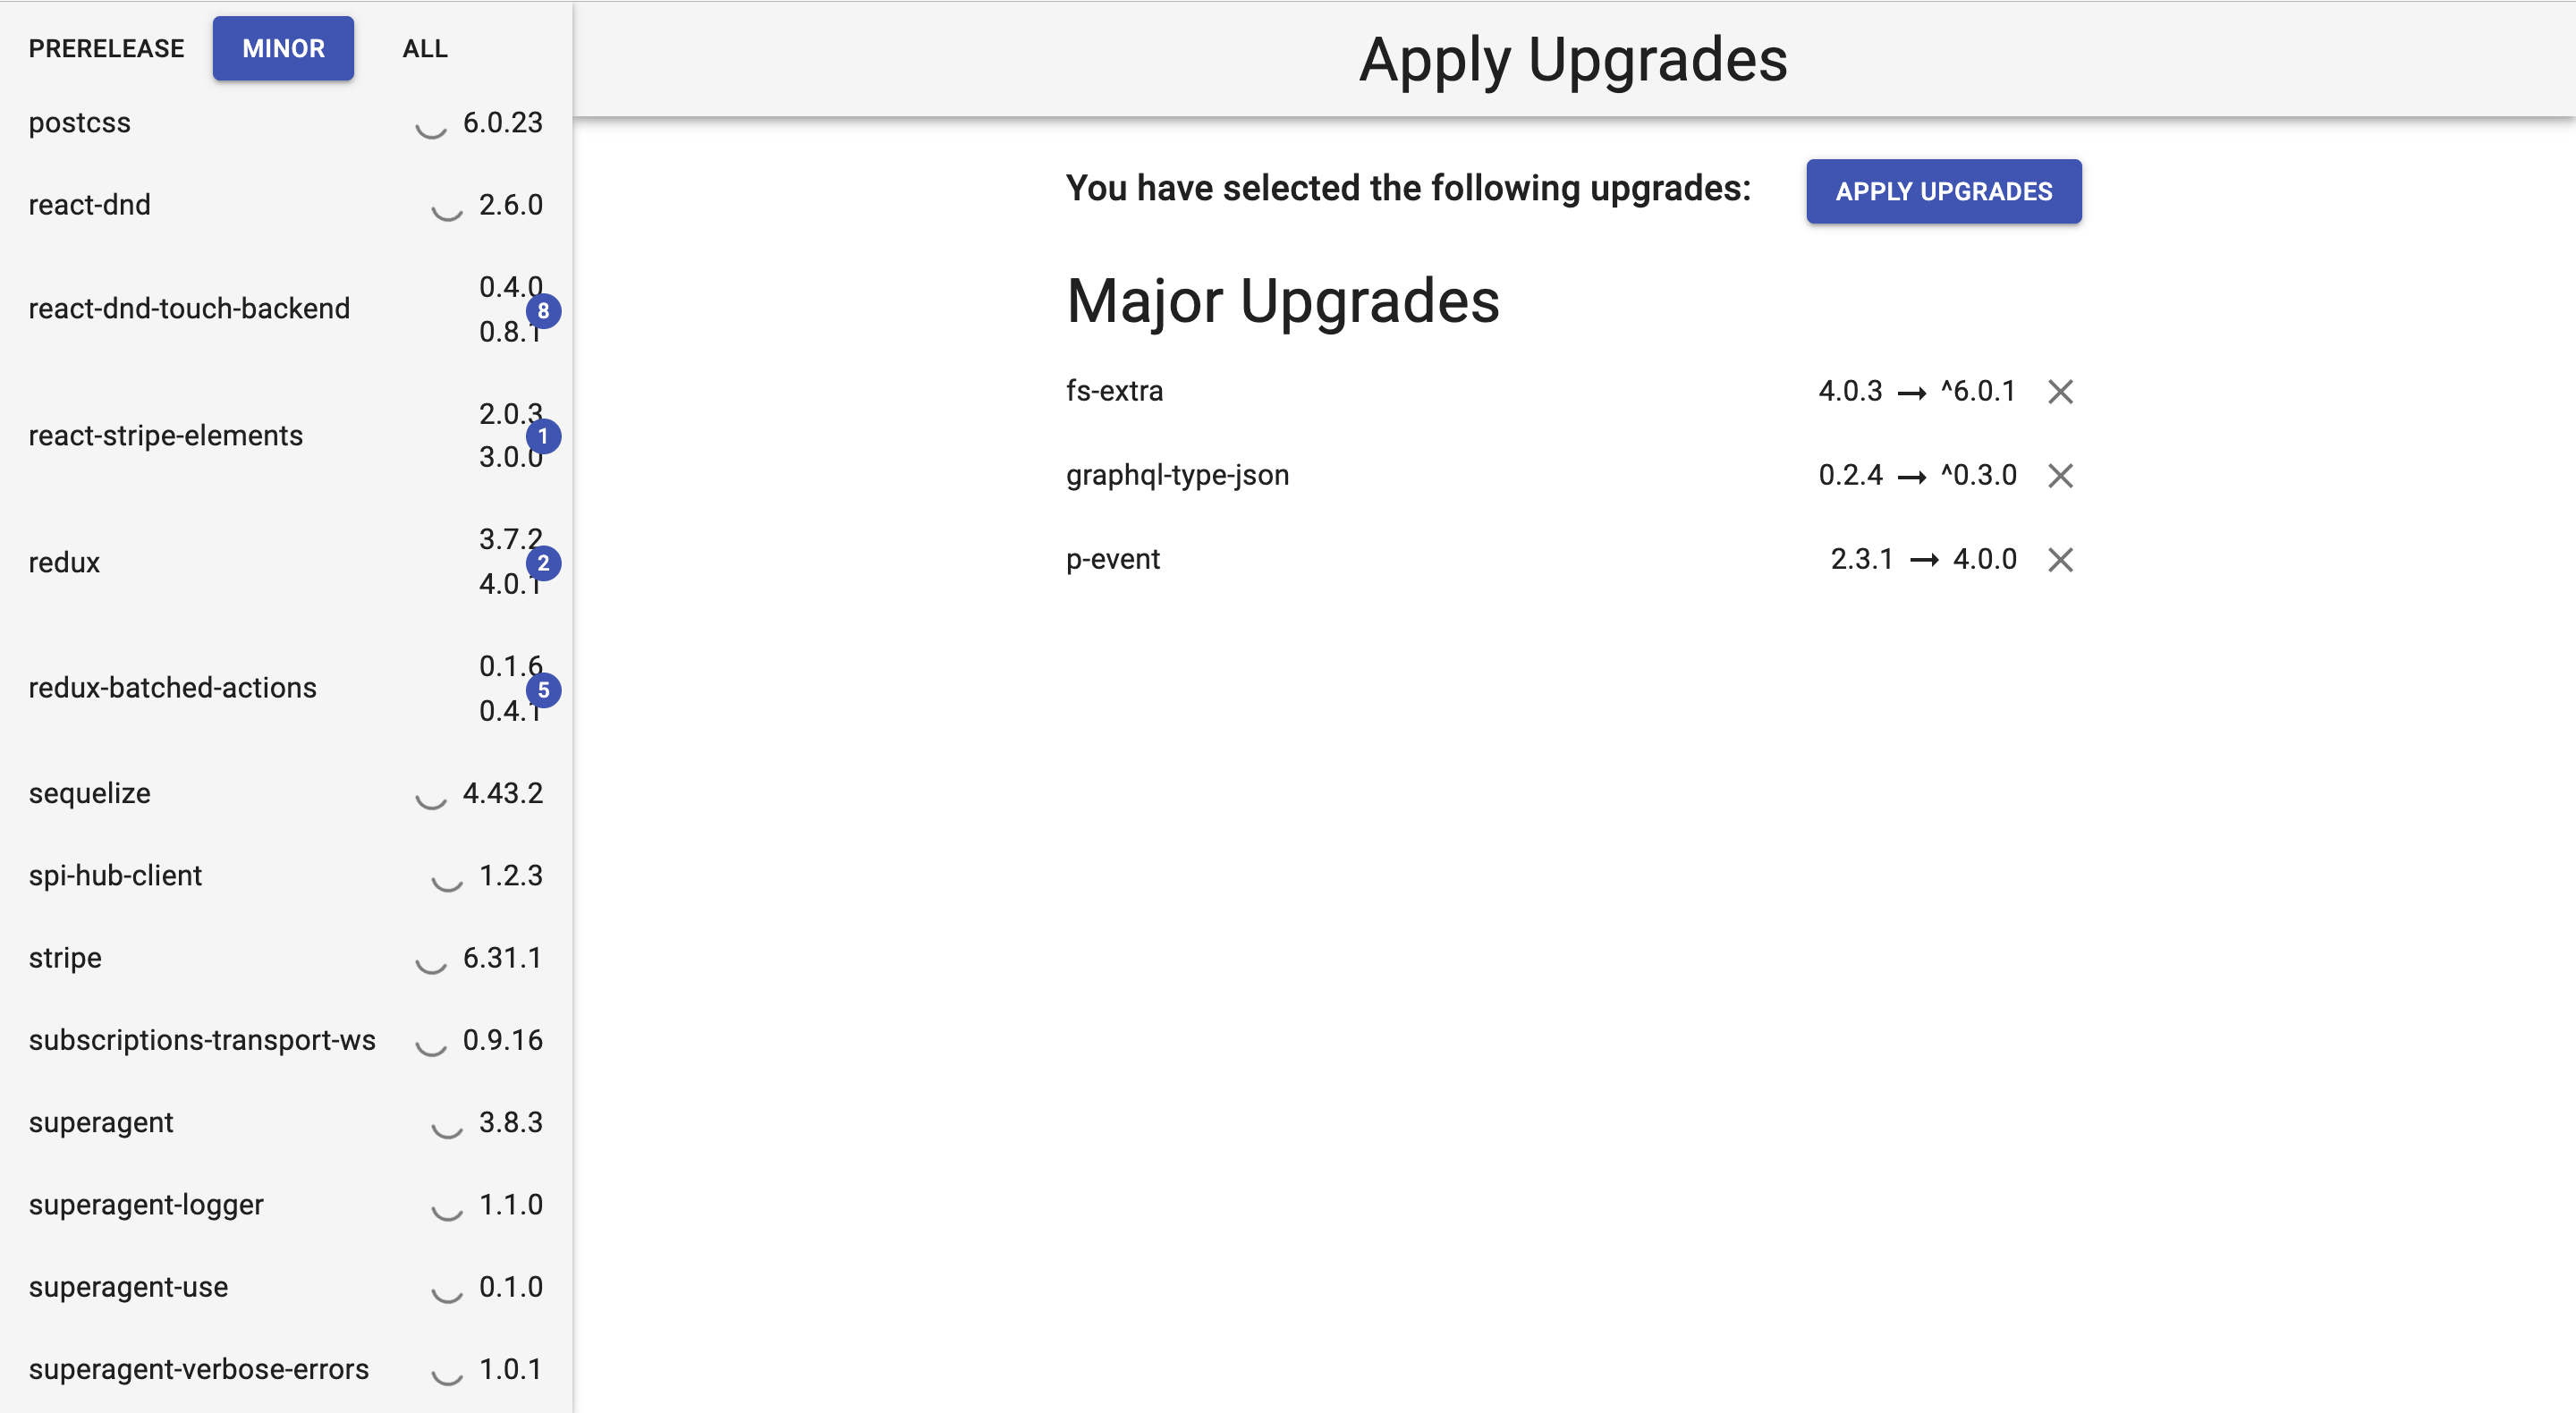 PRERELEASE MINOR ALL
postcss 6.0.23
react-dnd 2.6.0
react-dnd-touch-backend 0.4.0 8 0.8.1
react-stripe-elements 2.0.3 1 3.0.0
redux 3.7.2 2 4.0.1
redux-batched-actions 0.1.6 5 0.4.1
sequelize 4.43.2
spi-hub-client 1.2.3
stripe 6.31.1
subscriptions-transport-ws 0.9.16
superagent 3.8.3
superagent-logger 1.1.0
superagent-use 0.1.0
superagent-verbose-errors 1.0.1
Apply Upgrades
You have selected the following upgrades: APPLY UPGRADES
Major Upgrades
fs-extra 4.0.3 → ^6.0.1
graphql-type-json 0.2.4 → ^0.3.0
p-event 2.3.1 → 4.0.0